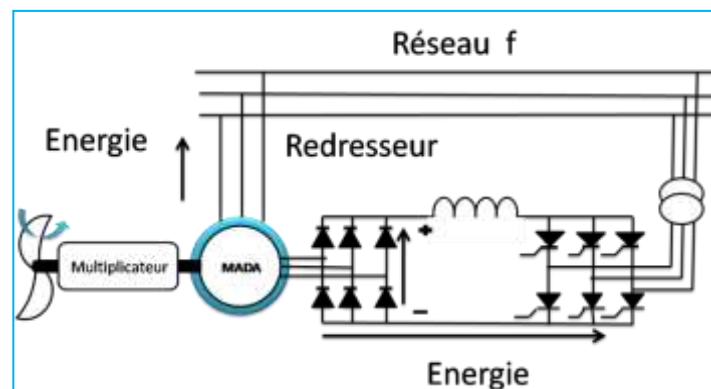 Réseau f
Energie
Redresseur
+
Multiplicateur
MADA
–
Energie